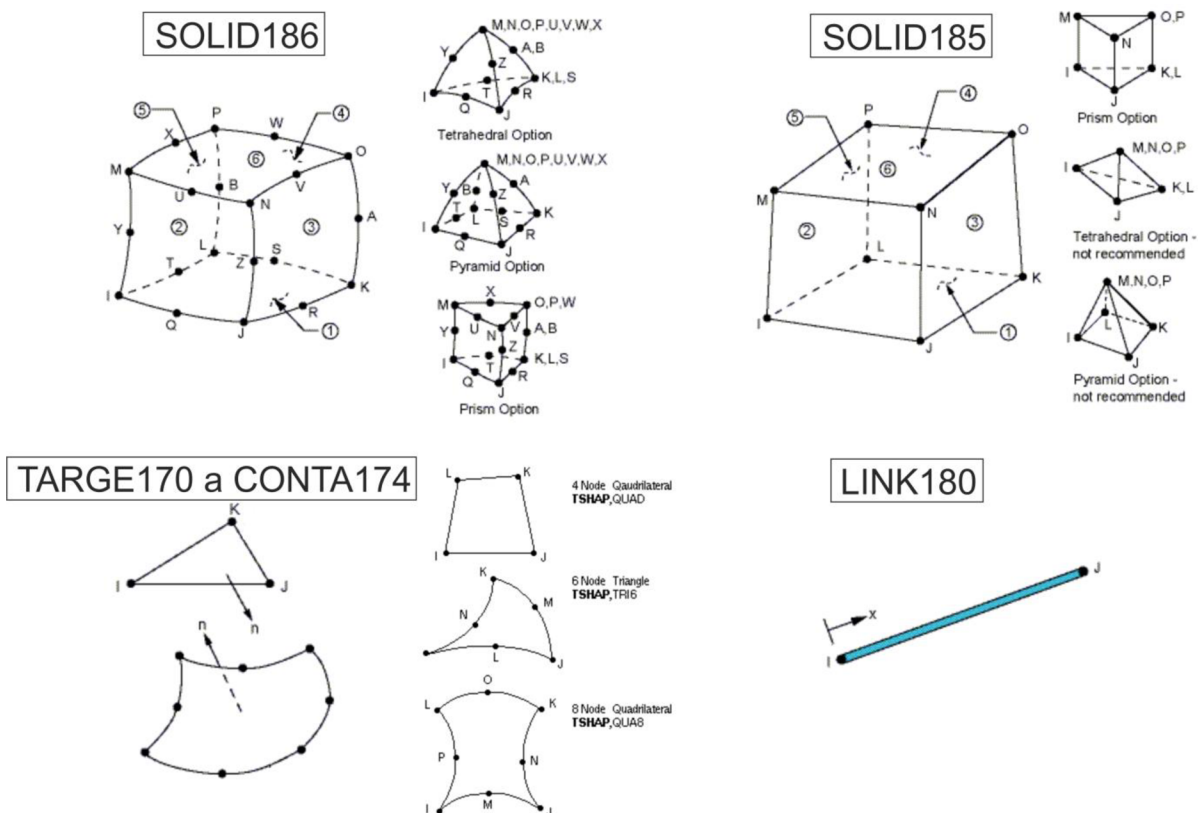 SOLID186
M,N,O,P,U,V,W,X
Y
A,B
Z
K,L,S
T
I
R
Q
J
Tetrahedral Option
M,N,O,P,U,V,W,X
Y
B
Z
A
T
L
S
K
I
R
Q
J
Pyramid Option
M
X
O,P,W
U
V
Y
N
A,B
Z
I
T
K,L,S
Q
R
J
Prism Option
5
P
W
4
X
O
M
6
V
U
B
N
A
Y
2
3
L
S
T
Z
K
I
R
Q
J
1
SOLID185
M
O,P
N
I
K,L
J
Prism Option
M,N,O,P
I
K,L
J
Tetrahedral Option -
not recommended
M,N,O,P
I
L
K
J
Pyramid Option -
not recommended
P
4
5
O
6
M
N
2
3
L
K
I
1
J
TARGE170 a CONTA174
K
I
J
n
n
L
K
I
J
4 Node Qaudrilateral
TSHAP,QUAD
K
N
M
L
J
6 Node Triangle
TSHAP,TRI6
O
L
K
P
N
M
I
8 Node Quadrilateral
TSHAP,QUA8
LINK180
J
x
I